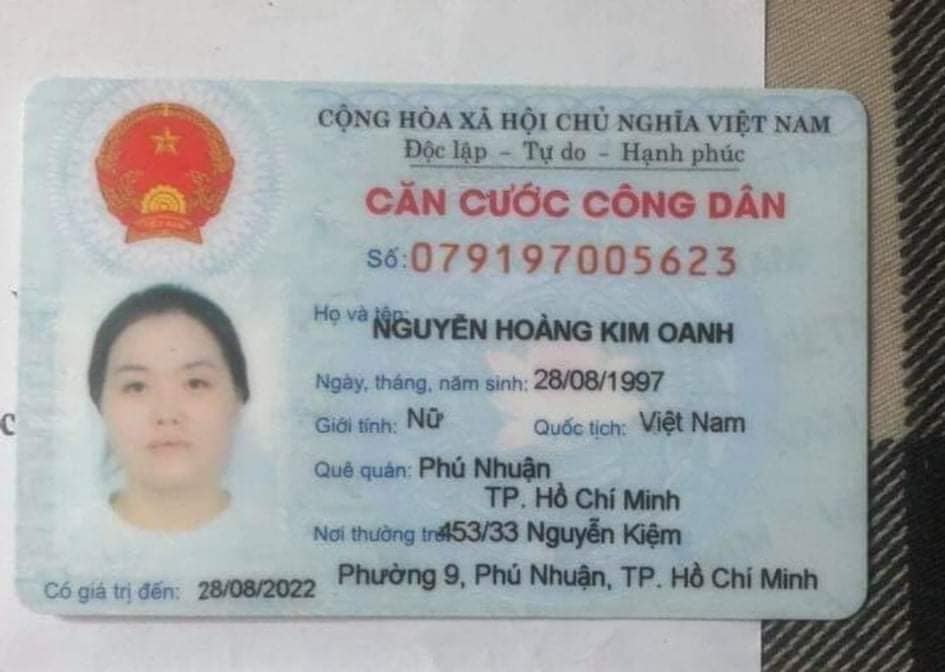 CỘNG HÒA XÃ HỘI CHỦ NGHĨA VIỆT NAM
Độc lập - Tự do - Hạnh phúc
CĂN CƯỚC CÔNG DÂN
Số: 079197005623
Họ và tên: NGUYỄN HOÀNG KIM OANH
Ngày, tháng, năm sinh: 28/08/1997
Giới tính: Nữ Quốc tịch: Việt Nam
Quê quán: Phú Nhuận
TP. Hồ Chí Minh
Nơi thường trú: 453/33 Nguyễn Kiệm
Phường 9, Phú Nhuận, TP. Hồ Chí Minh
Có giá trị đến: 28/08/2022